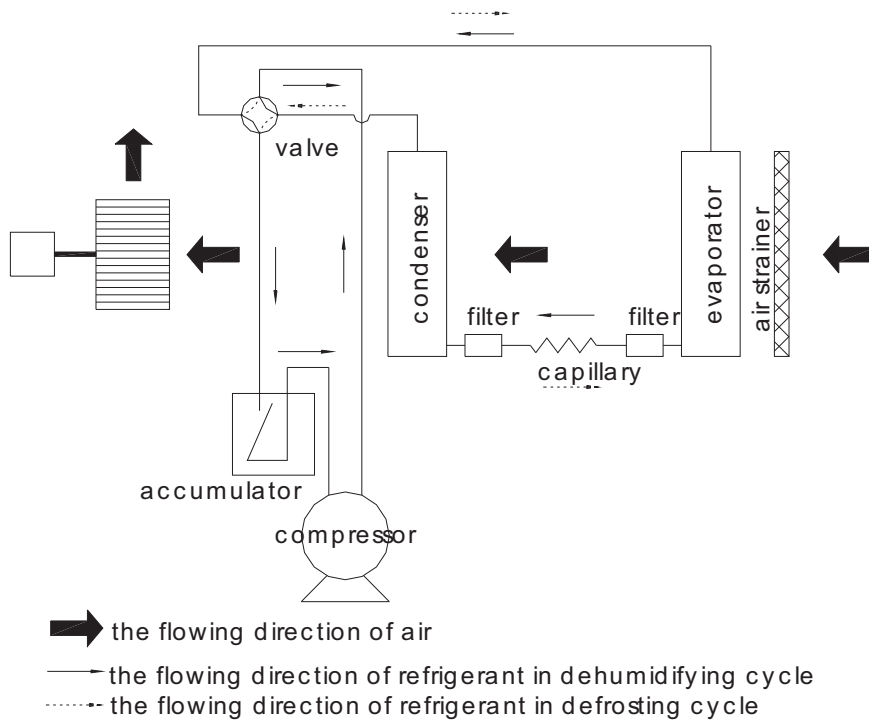 valve
condenser
evaporator
air strainer
filter
filter
capillary
accumulator
compressor
the flowing direction of air
the flowing direction of refrigerant in dehumidifying cycle
the flowing direction of refrigerant in defrosting cycle